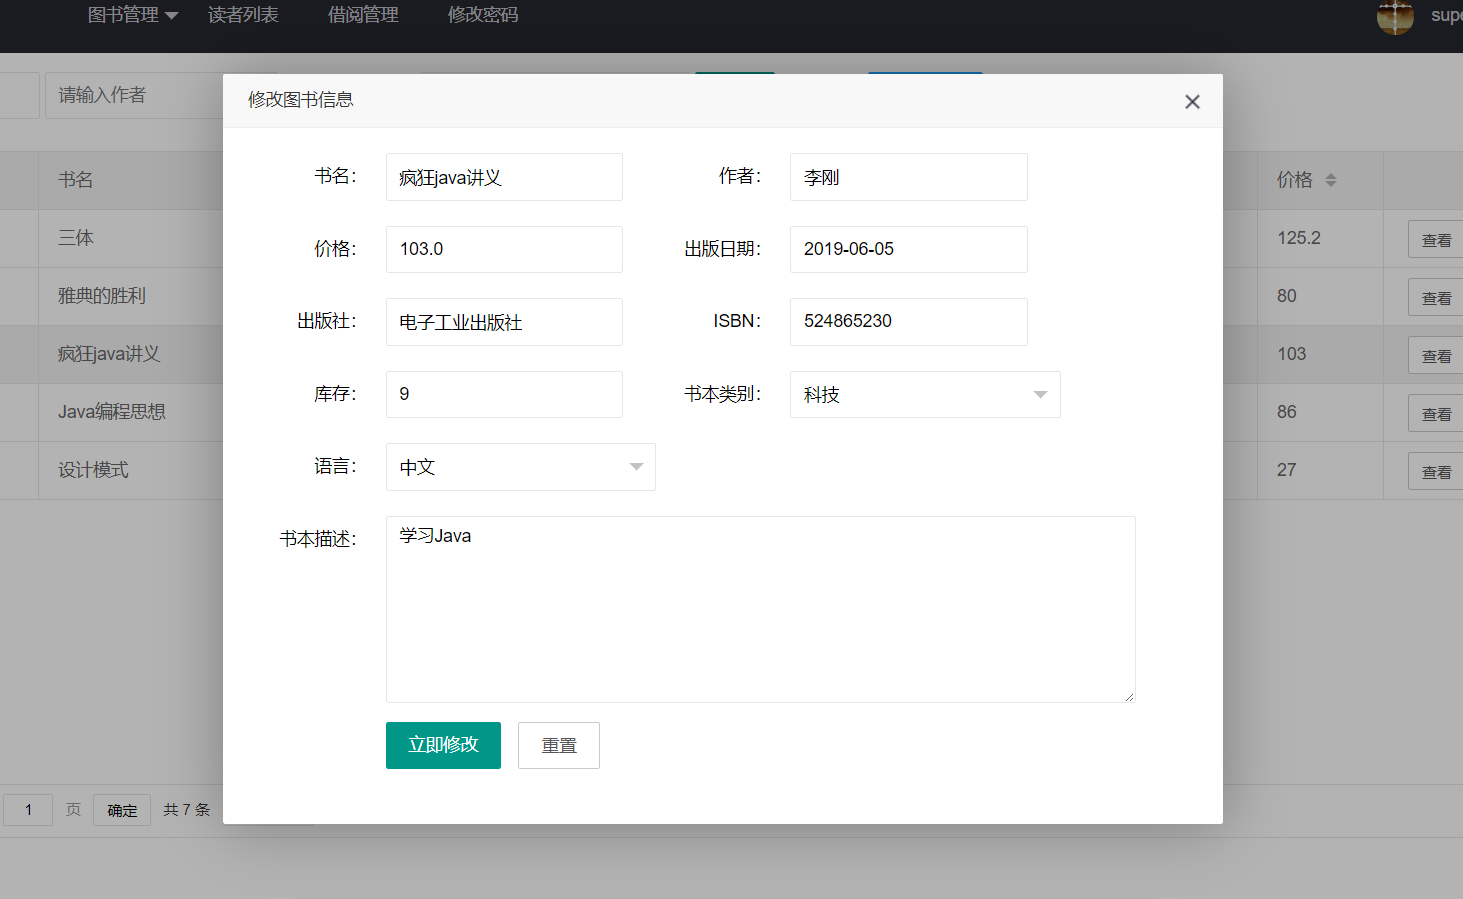 图书管理 读者列表 借阅管理 修改密码 supe
请输入作者
修改图书信息
书名 价格
书名： 疯狂java讲义 作者： 李刚
三体 125.2 查看
价格： 103.0 出版日期： 2019-06-05
雅典的胜利 80 查看
出版社： 电子工业出版社 ISBN： 524865230
疯狂java讲义 103 查看
库存： 9 书本类别： 科技
Java编程思想 86 查看
语言： 中文
设计模式 27 查看
书本描述： 学习Java
立即修改 重置
1 页 确定 共 7 条